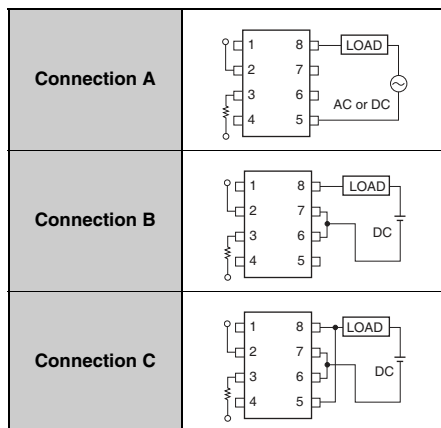 Connection A
1 8 LOAD
2 7
3 6
4 5 AC or DC
Connection B
1 8 LOAD
2 7
3 6 DC
4 5
Connection C
1 8 LOAD
2 7
3 6 DC
4 5